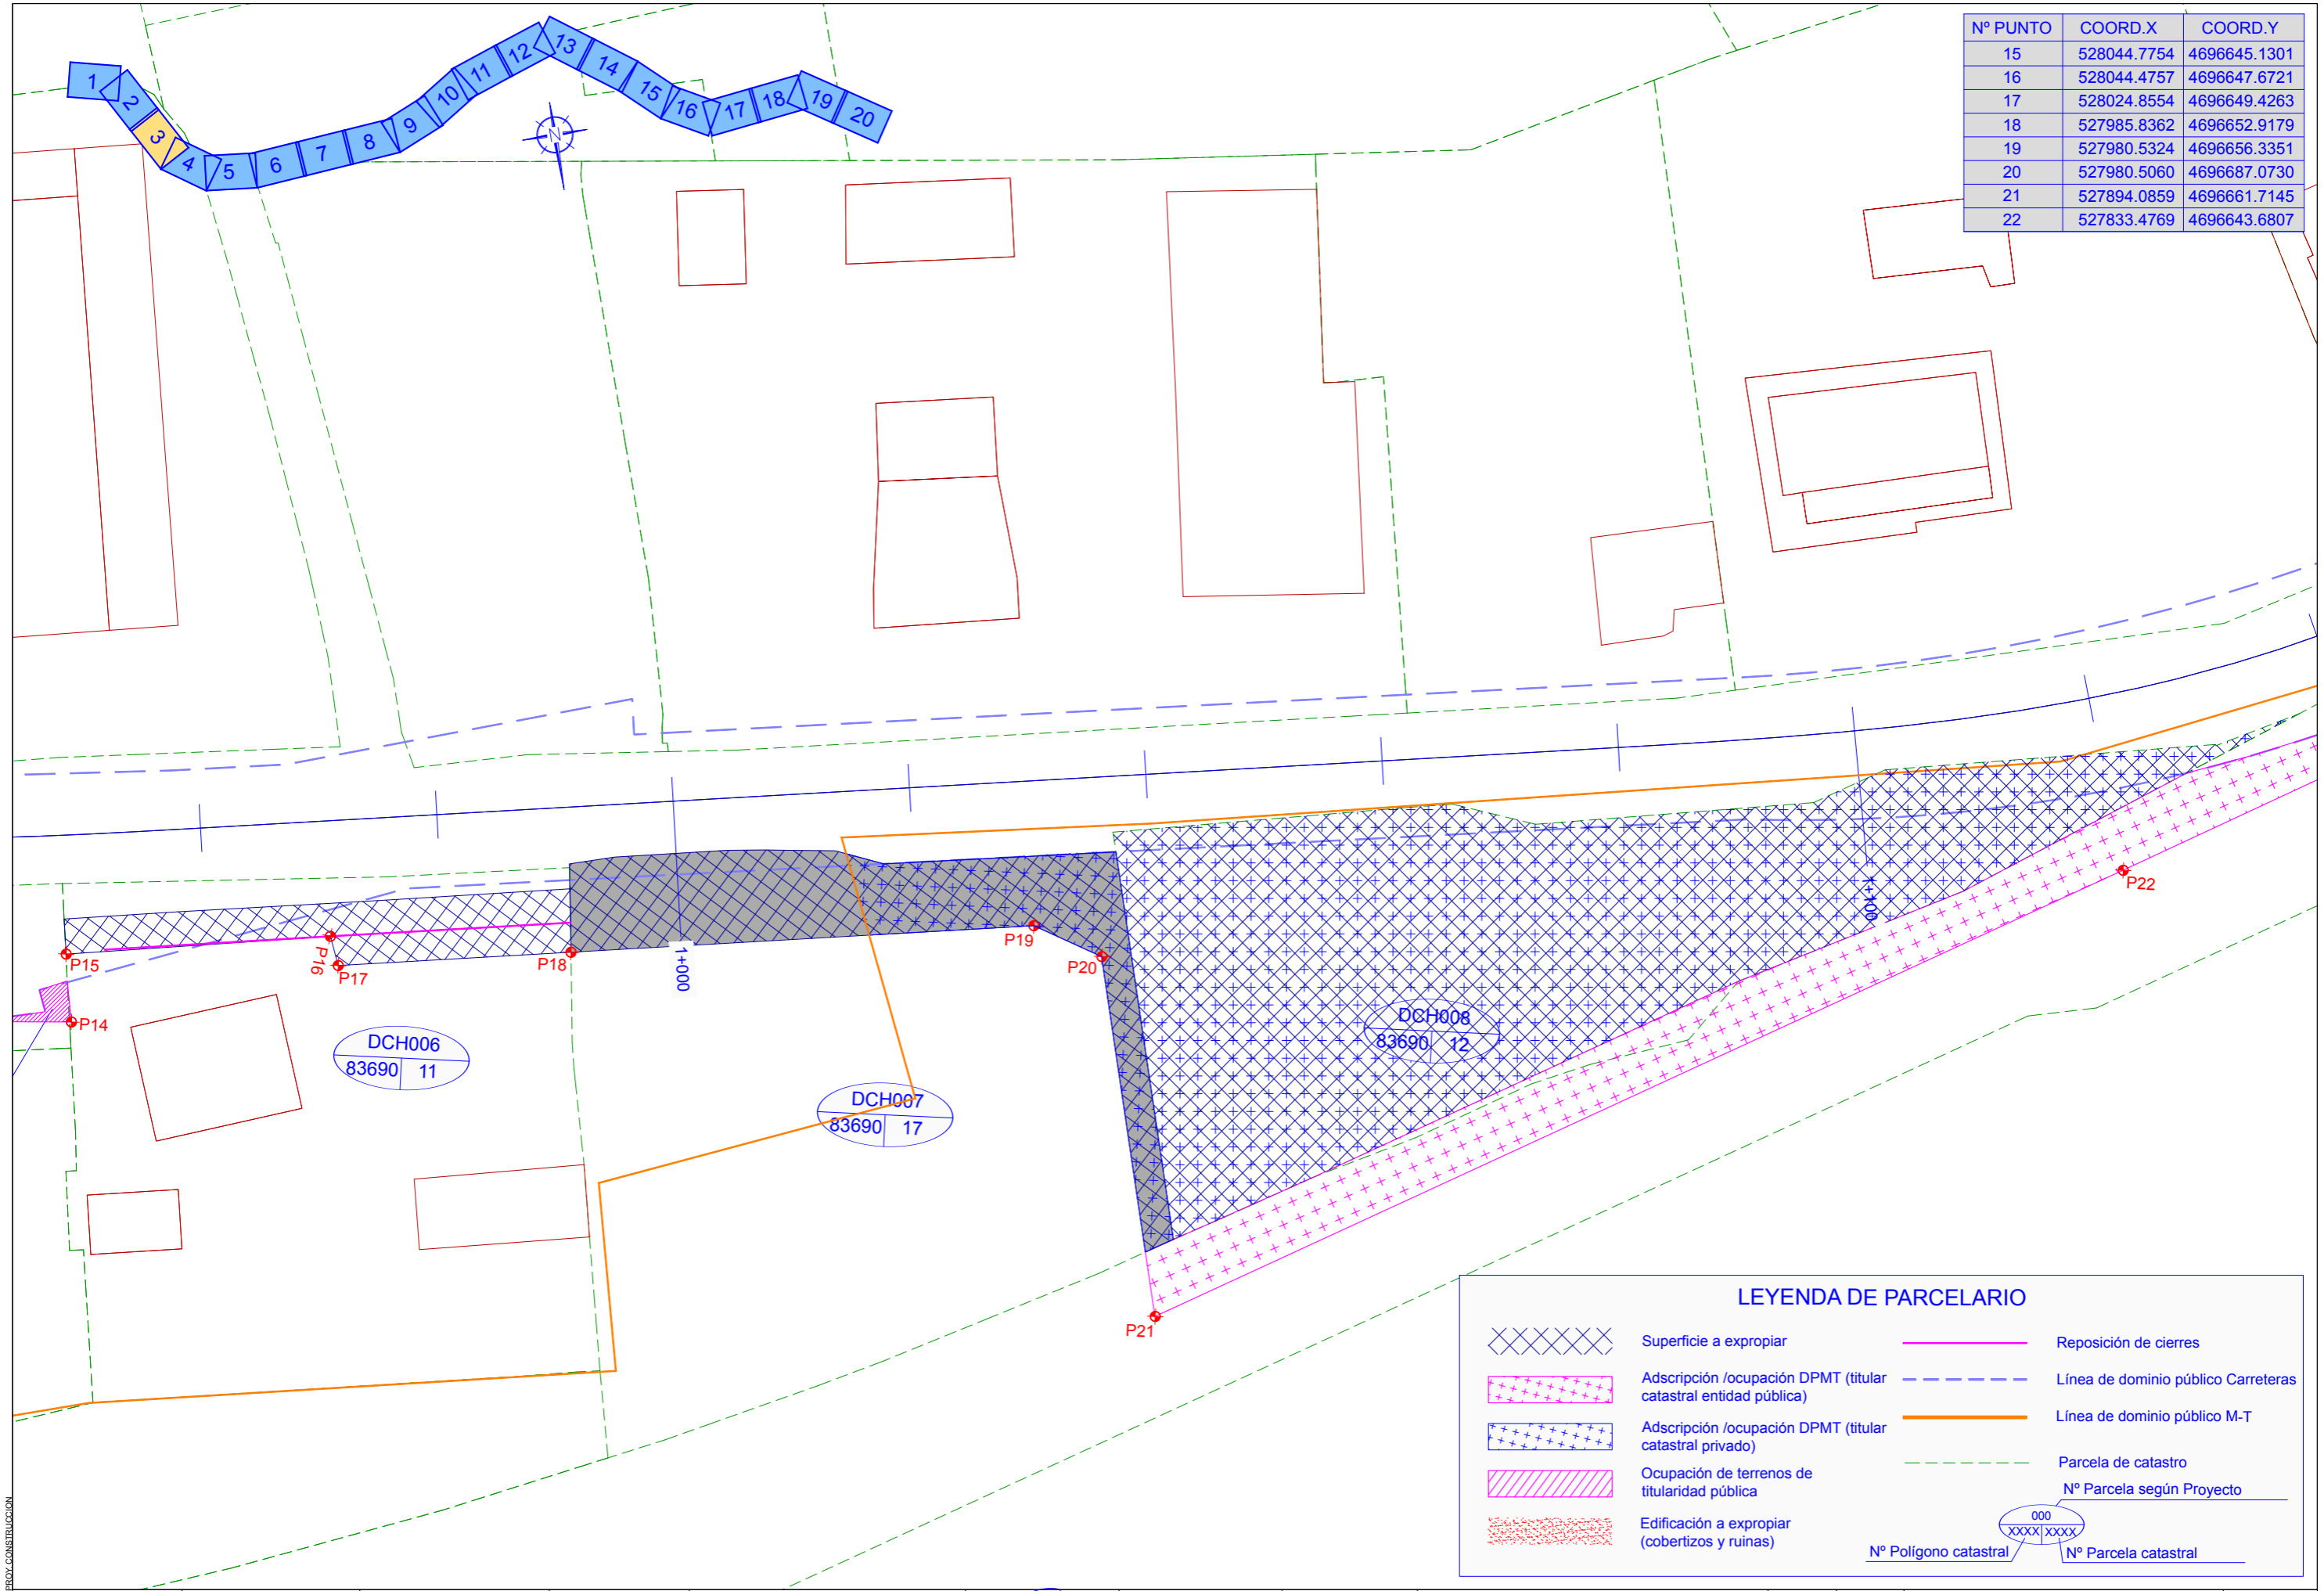 Nº PUNTO COORD.X COORD.Y
15 528044.7754 4696645.1301
16 528044.4757 4696647.6721
17 528024.8554 4696649.4263
18 527985.8362 4696652.9179
19 527980.5324 4696656.3351
20 527980.5060 4696687.0730
21 527894.0859 4696661.7145
22 527833.4769 4696643.6807
1
2
3
4
5
6
7
8
9
10
11
12
13
14
15
16
17
18
19
20
N
P15
P16
P17
P18
P19
P20
P14
P22
P21
1+000
1+100
DCH006
83690 11
DCH007
83690 17
DCH008
83690 12
LEYENDA DE PARCELARIO
Superficie a expropiar
Adscripción /ocupación DPMT (titular
catastral entidad pública)
Adscripción /ocupación DPMT (titular
catastral privado)
Ocupación de terrenos de
titularidad pública
Edificación a expropiar
(cobertizos y ruinas)
Reposición de cierres
Línea de dominio público Carreteras
Línea de dominio público M-T
Parcela de catastro
Nº Parcela según Proyecto
000
XXXX XXXX
Nº Polígono catastral
Nº Parcela catastral
PROY. CONSTRUCCION